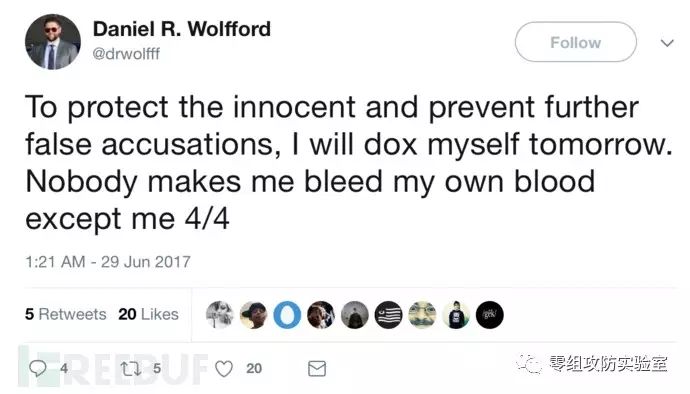 Daniel R. Wolfford
@drwolfff
Follow
To protect the innocent and prevent further
false accusations, I will dox myself tomorrow.
Nobody makes me bleed my own blood
except me 4/4
1:21 AM - 29 Jun 2017
5 Retweets 20 Likes
4 5 20
FREEBUF
零组攻防实验室